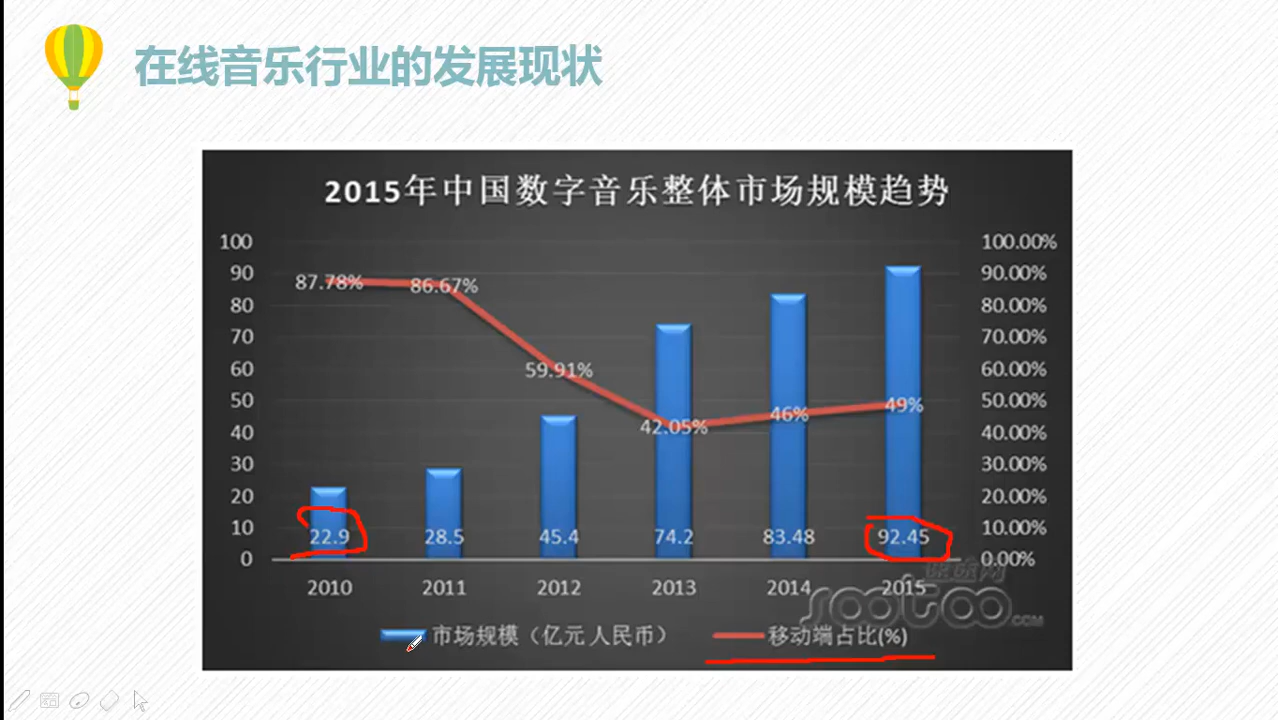 在线音乐行业的发展现状
2015年中国数字音乐整体市场规模趋势
100 100.00%
90 87.78% 86.67% 90.00%
80 80.00%
70 70.00%
60 59.91% 60.00%
50 49% 50.00%
40 42.05% 46% 40.00%
30 30.00%
20 20.00%
10 22.9 28.5 45.4 74.2 83.48 92.45 10.00%
0 0.00%
2010 2011 2012 2013 2014 2015
速途网
sootoo.COM
市场规模（亿元人民币） 移动端占比(%)